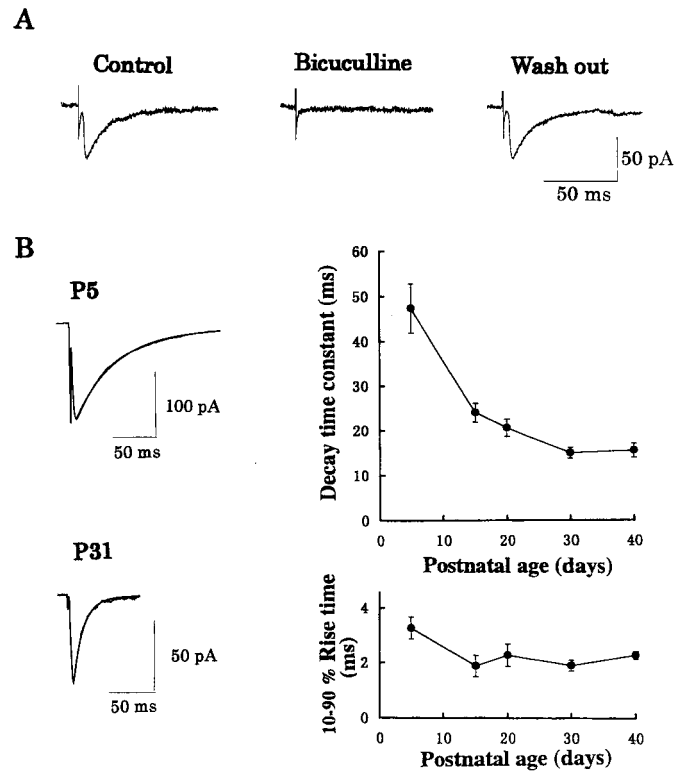 A
Control
Bicuculline
Wash out
50 pA
50 ms
B
P5
100 pA
50 ms
60
50
40
30
20
10
0
Decay time constant (ms)
0 10 20 30 40
Postnatal age (days)
P31
50 pA
50 ms
4
2
0
10-90 % Rise time
(ms)
0 10 20 30 40
Postnatal age (days)